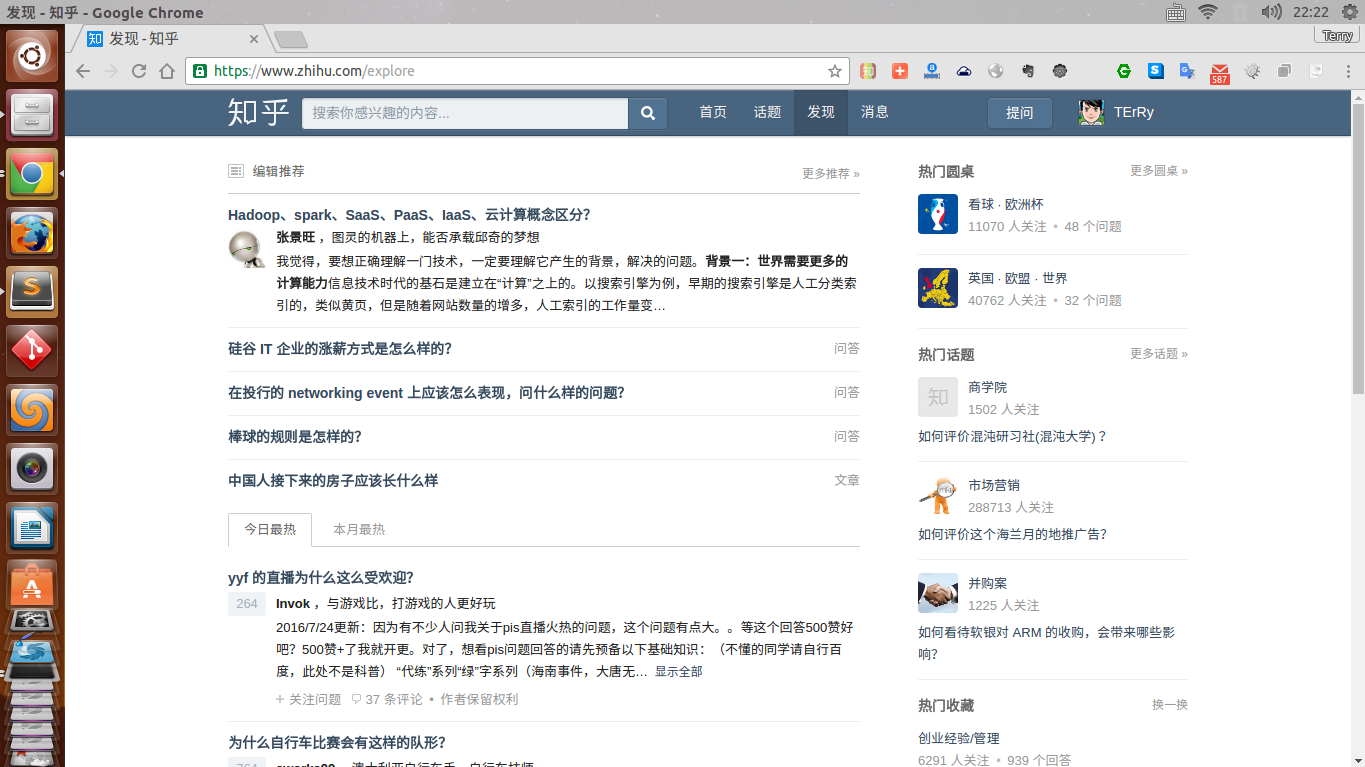 发现 - 知乎 - Google Chrome
22:22
知 发现 - 知乎
Terry
https://www.zhihu.com/explore
587
知乎
搜索你感兴趣的内容...
首页 话题 发现 消息
提问
TErRy
编辑推荐
更多推荐 »
Hadoop、spark、SaaS、PaaS、IaaS、云计算概念区分？
张景旺 ，图灵的机器上，能否承载邱奇的梦想
我觉得，要想正确理解一门技术，一定要理解它产生的背景，解决的问题。背景一：世界需要更多的
计算能力信息技术时代的基石是建立在“计算”之上的。以搜索引擎为例，早期的搜索引擎是人工分类索
引的，类似黄页，但是随着网站数量的增多，人工索引的工作量变…
硅谷 IT 企业的涨薪方式是怎么样的？ 问答
在投行的 networking event 上应该怎么表现，问什么样的问题？ 问答
棒球的规则是怎样的？ 问答
中国人接下来的房子应该长什么样 文章
今日最热 本月最热
yyf 的直播为什么这么受欢迎？
264
Invok ，与游戏比，打游戏的人更好玩
2016/7/24更新：因为有不少人问我关于pis直播火热的问题，这个问题有点大。。等这个回答500赞好
吧？500赞+了我就开更。对了，想看pis问题回答的请先预备以下基础知识：（不懂的同学请自行百
度，此处不是科普） “代练”系列“绿”字系列（海南事件，大唐无… 显示全部
关注问题 37 条评论 • 作者保留权利
为什么自行车比赛会有这样的队形？
热门圆桌 更多圆桌 »
看球 · 欧洲杯
11070 人关注 • 48 个问题
英国 · 欧盟 · 世界
40762 人关注 • 32 个问题
热门话题 更多话题 »
知
商学院
1502 人关注
如何评价混沌研习社(混沌大学)？
市场营销
288713 人关注
如何评价这个海兰月的地推广告？
并购案
1225 人关注
如何看待软银对 ARM 的收购，会带来哪些影
响？
热门收藏 换一换
创业经验/管理
6291 人关注 • 939 个回答